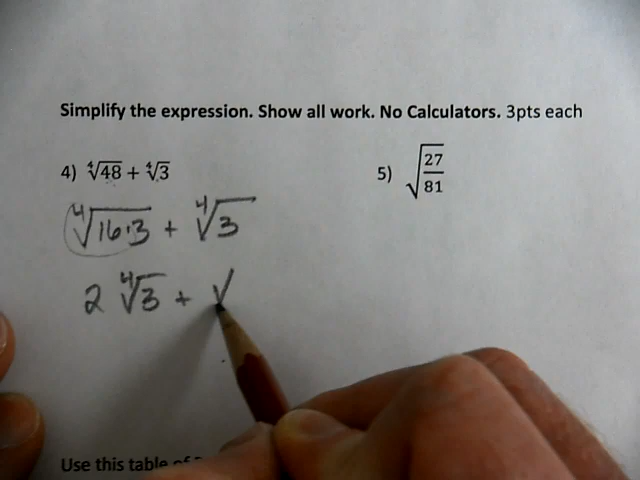 Simplify the expression. Show all work. No Calculators. 3pts each
4) ∜48 + ∜3
5) √(27/81)
∜16·3 + ∜3
2 ∜3 + √
Use this table of